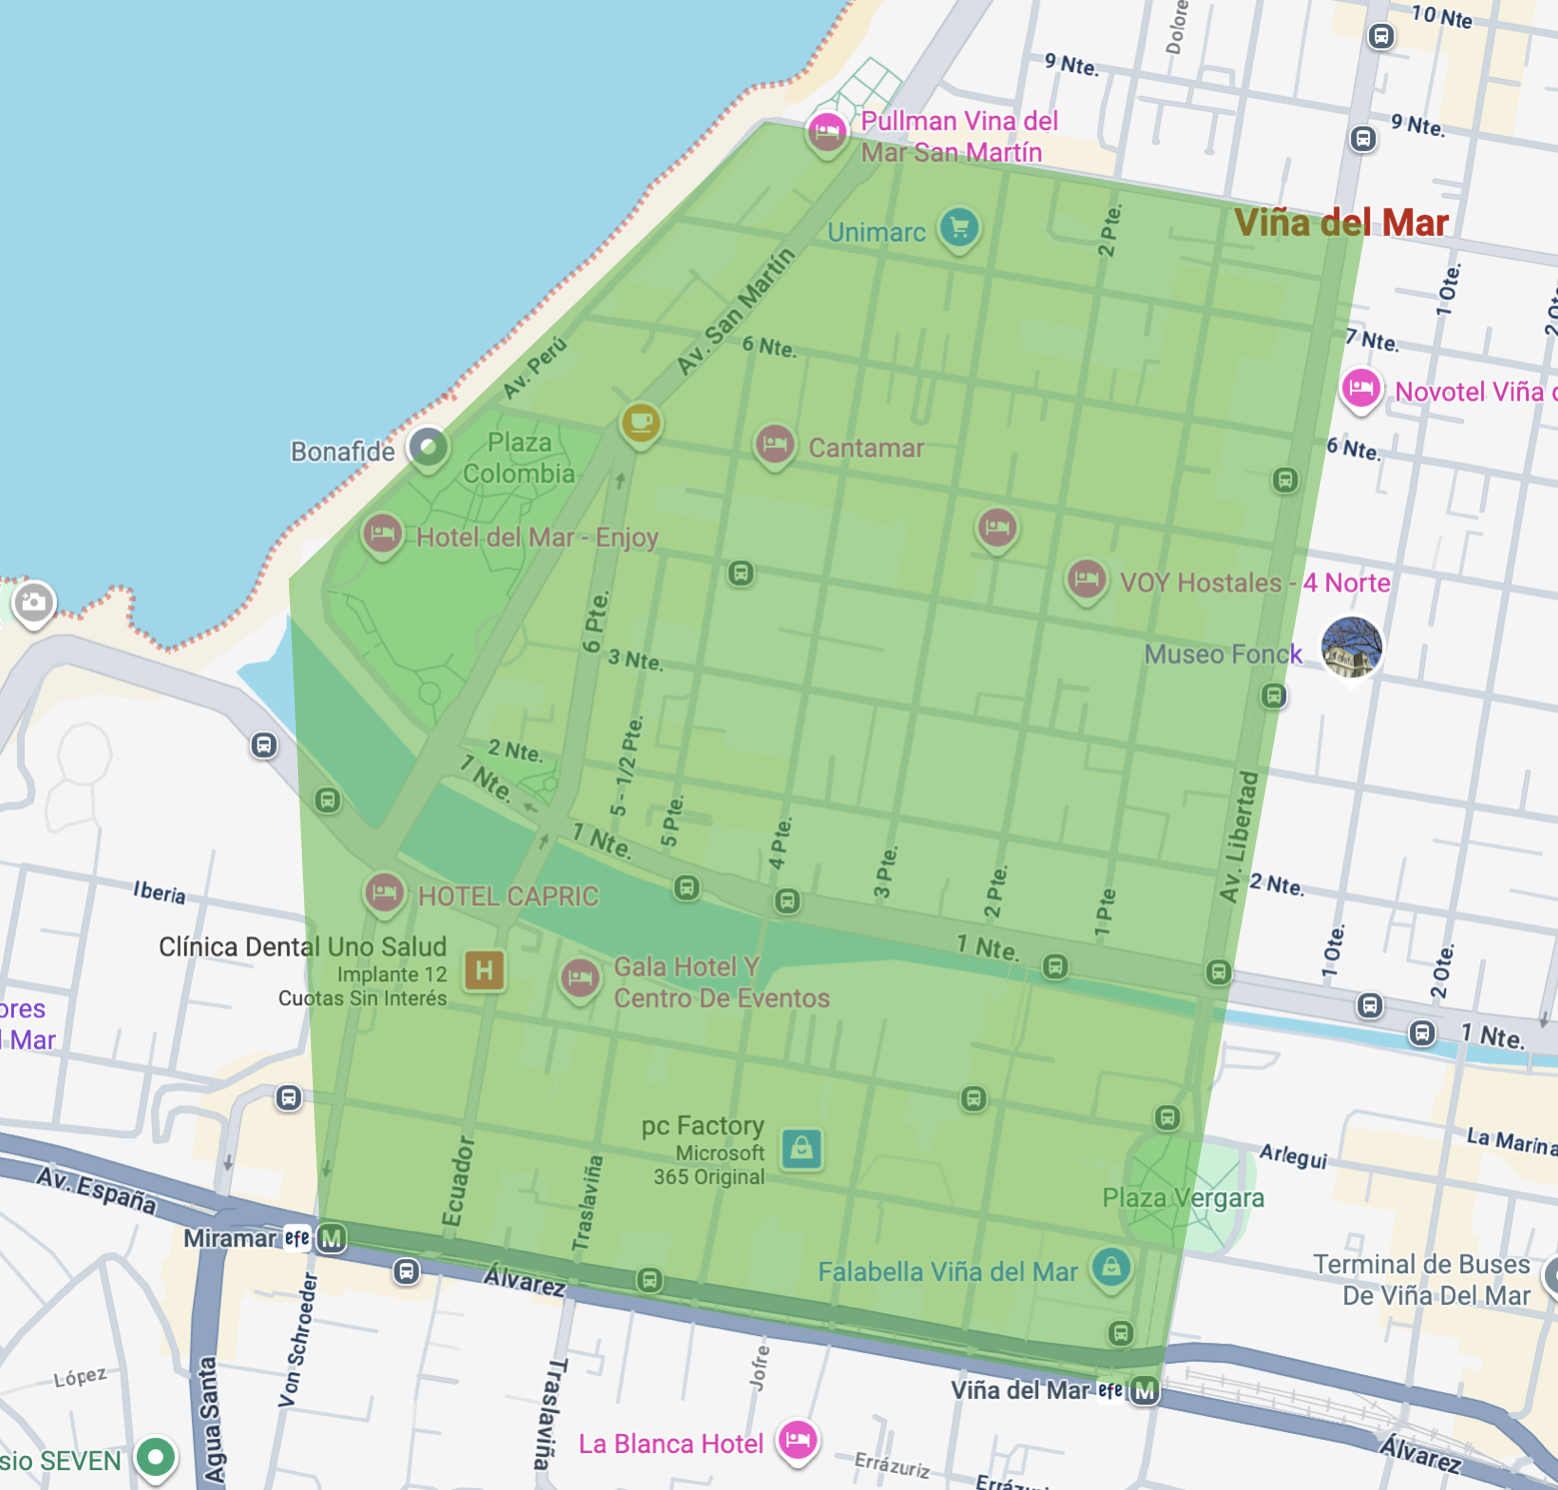 10 Nte
Dolore
9 Nte.
9 Nte.
Pullman Vina del
Mar San Martín
Viña del Mar
2 Pte.
Unimarc
1 Ote.
2 Ot
Av. San Martín
7 Nte.
6 Nte.
Av. Perú
Novotel Viña d
6 Nte.
Plaza
Colombia
Bonafide
Cantamar
Hotel del Mar - Enjoy
VOY Hostales - 4 Norte
6 Pte.
Museo Fonck
3 Nte.
2 Nte.
1 Nte.
5 - 1/2 Pte.
5 Pte.
1 Nte.
4 Pte.
3 Pte.
2 Pte.
1 Pte
Av. Libertad
2 Nte.
Iberia
HOTEL CAPRIC
Clínica Dental Uno Salud
Implante 12
Cuotas Sin Interés
H
Gala Hotel Y
Centro De Eventos
1 Nte.
1 Ote.
2 Ote.
ores
l Mar
1 Nte.
pc Factory
Microsoft
365 Original
Arlegui
La Marina
Av. España
Ecuador
Traslaviña
Plaza Vergara
Miramar efe M
Álvarez
Falabella Viña del Mar
Terminal de Buses
De Viña Del Mar
Von Schroeder
López
Agua Santa
Traslaviña
Jofre
Viña del Mar efe M
La Blanca Hotel
Álvarez
sio SEVEN
Errázuriz
Errázuriz